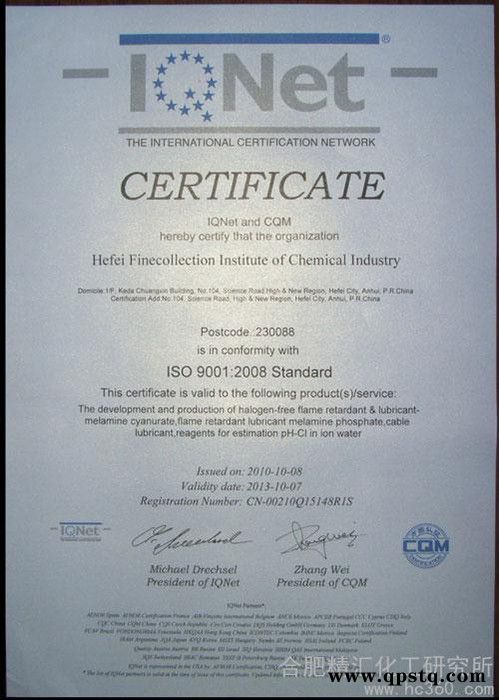 IQNet®
THE INTERNATIONAL CERTIFICATION NETWORK
CERTIFICATE
IQNet and CQM
hereby certify that the organization
Hefei Finecollection Institute of Chemical Industry
Domicile:1/F, Keda Chuangxin Building, No.104, Science Road High & New Region, Hefei City, Anhui, P.R.China
Certification Add:No.104, Science Road, High & New Region, Hefei City, Anhui, P.R.China
Postcode.:230088
is in conformity with
ISO 9001:2008 Standard
This certificate is valid to the following product(s)/service:
The development and production of halogen-free flame retardant & lubricant-
melamine cyanurate,flame retardant lubricant melamine phosphate,cable
lubricant,reagents for estimation pH-Cl in ion water
Issued on: 2010-10-08
Validity date: 2013-10-07
Registration Number: CN-00210Q15148R1S
IQNet
CQM
Michael Drechsel
Zhang Wei
President of IQNet
President of CQM
IQNet Partners*:
合肥精汇化工研究所
www.hc360.com
www.qpstq.com